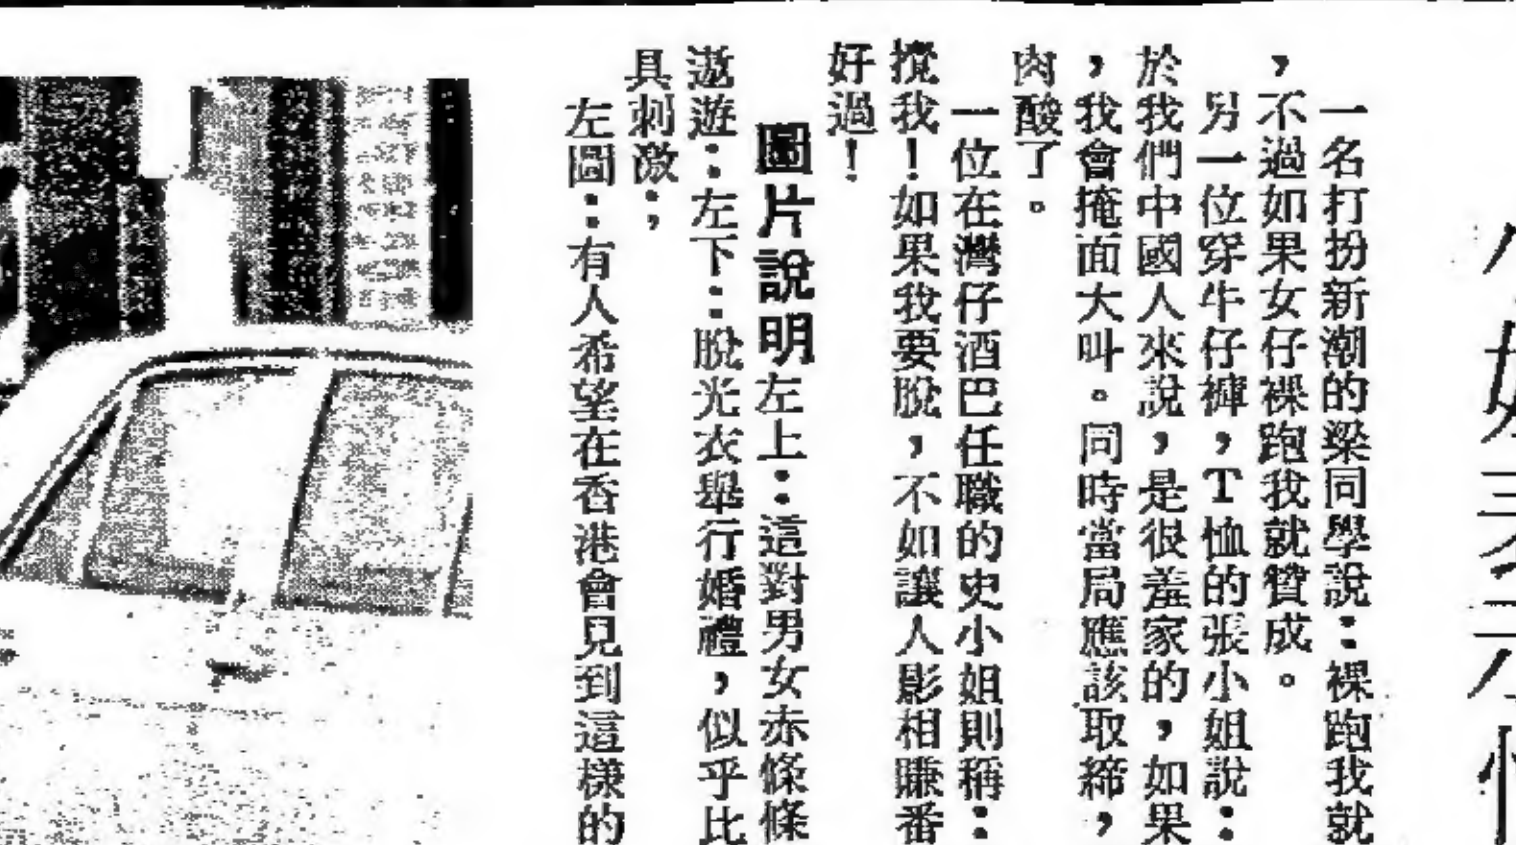 一名打扮新潮的梁同學說：裸跑我就
，不過如果女仔裸跑我就贊成。
另一位穿牛仔褲，T恤的張小姐說：
於我們中國人來說，是很羞家的，如果
，我會掩面大叫。同時當局應該取締，
肉酸了。
一位在灣仔酒巴任職的史小姐則稱：
攪我！如果我要脫，不如讓人影相賺番
好過！
圖片說明左上：這對男女赤條條
遨遊：左下：脫光衣舉行婚禮，似乎比
具刺激；
左圖：有人希望在香港會見到這樣的